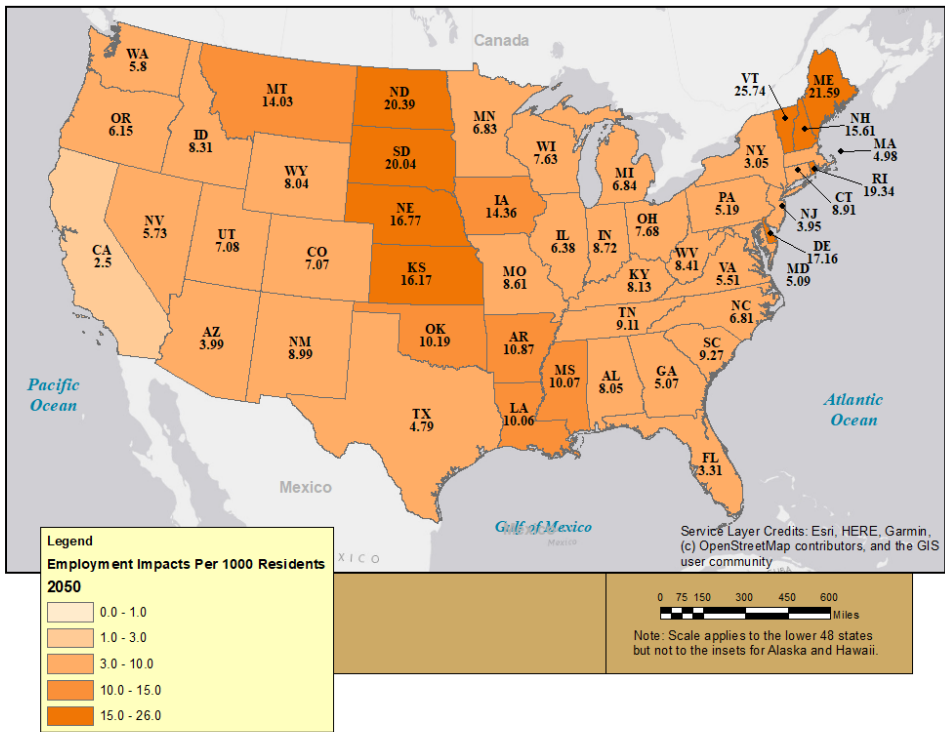 Canada
WA
5.8
MT
14.03
ND
20.39
MN
6.83
VT
25.74
ME
21.59
NH
15.61
MA
4.98
OR
6.15
ID
8.31
WY
8.04
SD
20.04
WI
7.63
MI
6.84
NY
3.05
RI
19.34
CT
8.91
NE
16.77
IA
14.36
PA
5.19
NJ
3.95
NV
5.73
UT
7.08
CO
7.07
IL
6.38
IN
8.72
OH
7.68
WV
8.41
DE
17.16
MD
5.09
CA
2.5
KS
16.17
MO
8.61
KY
8.13
VA
5.51
NC
6.81
TN
9.11
AZ
3.99
NM
8.99
OK
10.19
AR
10.87
SC
9.27
MS
10.07
AL
8.05
GA
5.07
Pacific
Ocean
Atlantic
Ocean
TX
4.79
LA
10.06
FL
3.31
Mexico
Gulf of Mexico
Mexico
Service Layer Credits: Esri, HERE, Garmin,
(c) OpenStreetMap contributors, and the GIS
user community
Legend
Employment Impacts Per 1000 Residents
2050
0.0 - 1.0
1.0 - 3.0
3.0 - 10.0
10.0 - 15.0
15.0 - 26.0
0 75 150 300 450 600
Miles
Note: Scale applies to the lower 48 states
but not to the insets for Alaska and Hawaii.